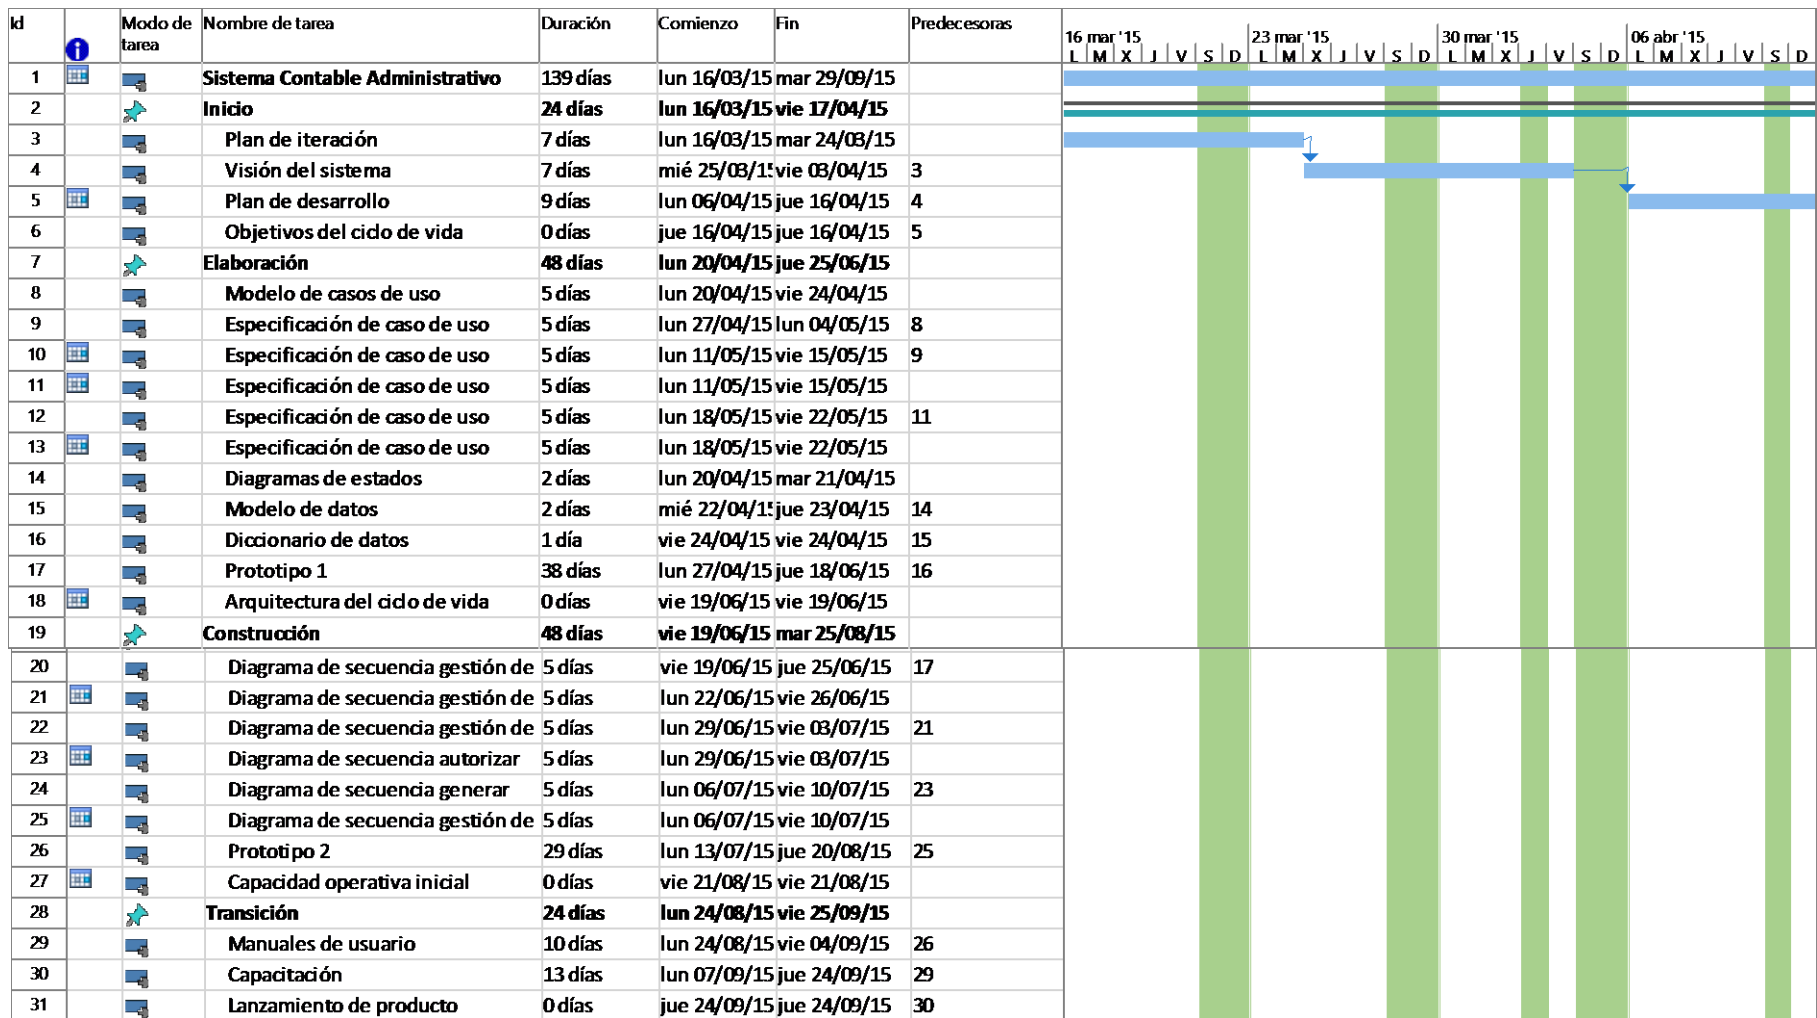 Id Modo de tarea Nombre de tarea Duración Comienzo Fin Predecesoras
16 mar '15 23 mar '15 30 mar '15 06 abr '15
L M X J V S D L M X J V S D L M X J V S D L M X J V S D
1 Sistema Contable Administrativo 139 días lun 16/03/15 mar 29/09/15
2 Inicio 24 días lun 16/03/15 vie 17/04/15
3 Plan de iteración 7 días lun 16/03/15 mar 24/03/15
4 Visión del sistema 7 días mié 25/03/15 vie 03/04/15 3
5 Plan de desarrollo 9 días lun 06/04/15 jue 16/04/15 4
6 Objetivos del ciclo de vida 0 días jue 16/04/15 jue 16/04/15 5
7 Elaboración 48 días lun 20/04/15 jue 25/06/15
8 Modelo de casos de uso 5 días lun 20/04/15 vie 24/04/15
9 Especificación de caso de uso 5 días lun 27/04/15 lun 04/05/15 8
10 Especificación de caso de uso 5 días lun 11/05/15 vie 15/05/15 9
11 Especificación de caso de uso 5 días lun 11/05/15 vie 15/05/15
12 Especificación de caso de uso 5 días lun 18/05/15 vie 22/05/15 11
13 Especificación de caso de uso 5 días lun 18/05/15 vie 22/05/15
14 Diagramas de estados 2 días lun 20/04/15 mar 21/04/15
15 Modelo de datos 2 días mié 22/04/15 jue 23/04/15 14
16 Diccionario de datos 1 día vie 24/04/15 vie 24/04/15 15
17 Prototipo 1 38 días lun 27/04/15 jue 18/06/15 16
18 Arquitectura del ciclo de vida 0 días vie 19/06/15 vie 19/06/15
19 Construcción 48 días vie 19/06/15 mar 25/08/15
20 Diagrama de secuencia gestión de 5 días vie 19/06/15 jue 25/06/15 17
21 Diagrama de secuencia gestión de 5 días lun 22/06/15 vie 26/06/15
22 Diagrama de secuencia gestión de 5 días lun 29/06/15 vie 03/07/15 21
23 Diagrama de secuencia autorizar 5 días lun 29/06/15 vie 03/07/15
24 Diagrama de secuencia generar 5 días lun 06/07/15 vie 10/07/15 23
25 Diagrama de secuencia gestión de 5 días lun 06/07/15 vie 10/07/15
26 Prototipo 2 29 días lun 13/07/15 jue 20/08/15 25
27 Capacidad operativa inicial 0 días vie 21/08/15 vie 21/08/15
28 Transición 24 días lun 24/08/15 vie 25/09/15
29 Manuales de usuario 10 días lun 24/08/15 vie 04/09/15 26
30 Capacitación 13 días lun 07/09/15 jue 24/09/15 29
31 Lanzamiento de producto 0 días jue 24/09/15 jue 24/09/15 30